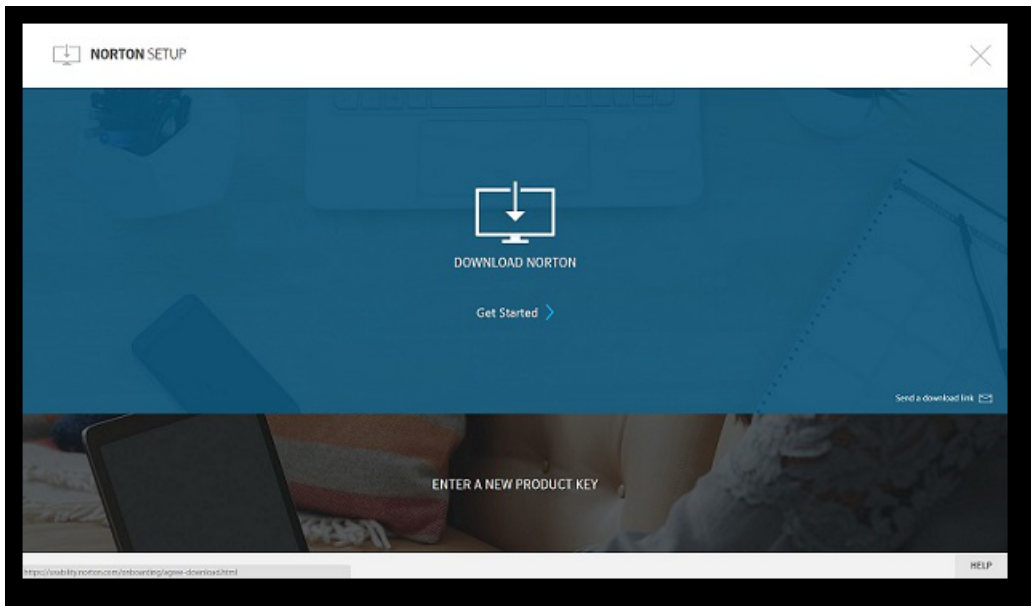 NORTON SETUP
DOWNLOAD NORTON
Get Started
Send a download link
ENTER A NEW PRODUCT KEY
https://usability.norton.com/onboarding/agree-download.html
HELP